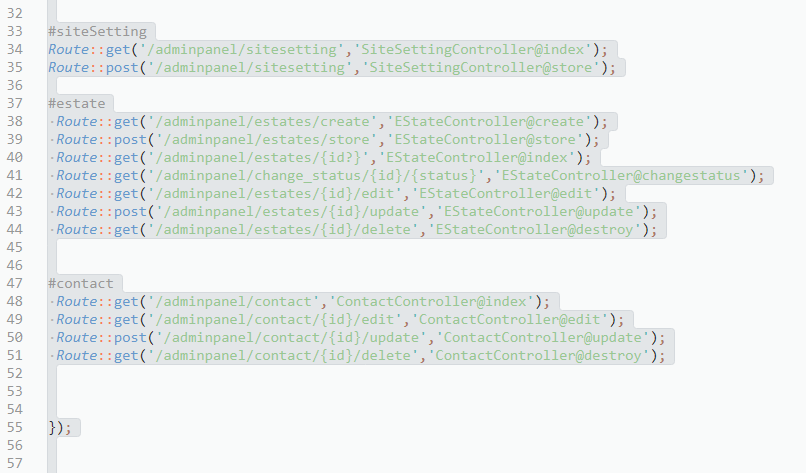 32
33 #siteSetting
34 Route::get('/adminpanel/sitesetting','SiteSettingController@index');
35 Route::post('/adminpanel/sitesetting','SiteSettingController@store');
36
37 #estate
38 Route::get('/adminpanel/estates/create','EStateController@create');
39 Route::post('/adminpanel/estates/store','EStateController@store');
40 Route::get('/adminpanel/estates/{id?}','EStateController@index');
41 Route::get('/adminpanel/change_status/{id}/{status}','EStateController@changestatus');
42 Route::get('/adminpanel/estates/{id}/edit','EStateController@edit');
43 Route::post('/adminpanel/estates/{id}/update','EStateController@update');
44 Route::get('/adminpanel/estates/{id}/delete','EStateController@destroy');
45
46
47 #contact
48 Route::get('/adminpanel/contact','ContactController@index');
49 Route::get('/adminpanel/contact/{id}/edit','ContactController@edit');
50 Route::post('/adminpanel/contact/{id}/update','ContactController@update');
51 Route::get('/adminpanel/contact/{id}/delete','ContactController@destroy');
52
53
54
55 });
56
57